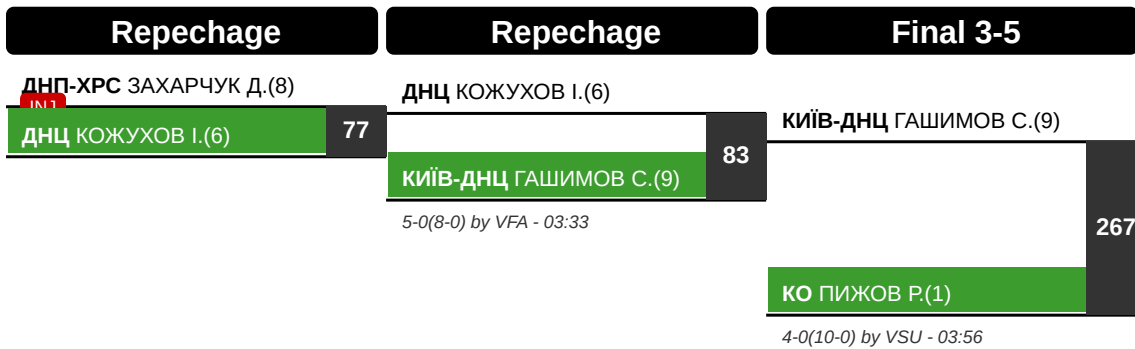 Repechage
ДНП-ХРС ЗАХАРЧУК Д.(8)
INJ
ДНЦ КОЖУХОВ І.(6)
77
Repechage
ДНЦ КОЖУХОВ І.(6)
83
КИЇВ-ДНЦ ГАШИМОВ С.(9)
5-0(8-0) by VFA - 03:33
Final 3-5
КИЇВ-ДНЦ ГАШИМОВ С.(9)
267
КО ПИЖОВ Р.(1)
4-0(10-0) by VSU - 03:56